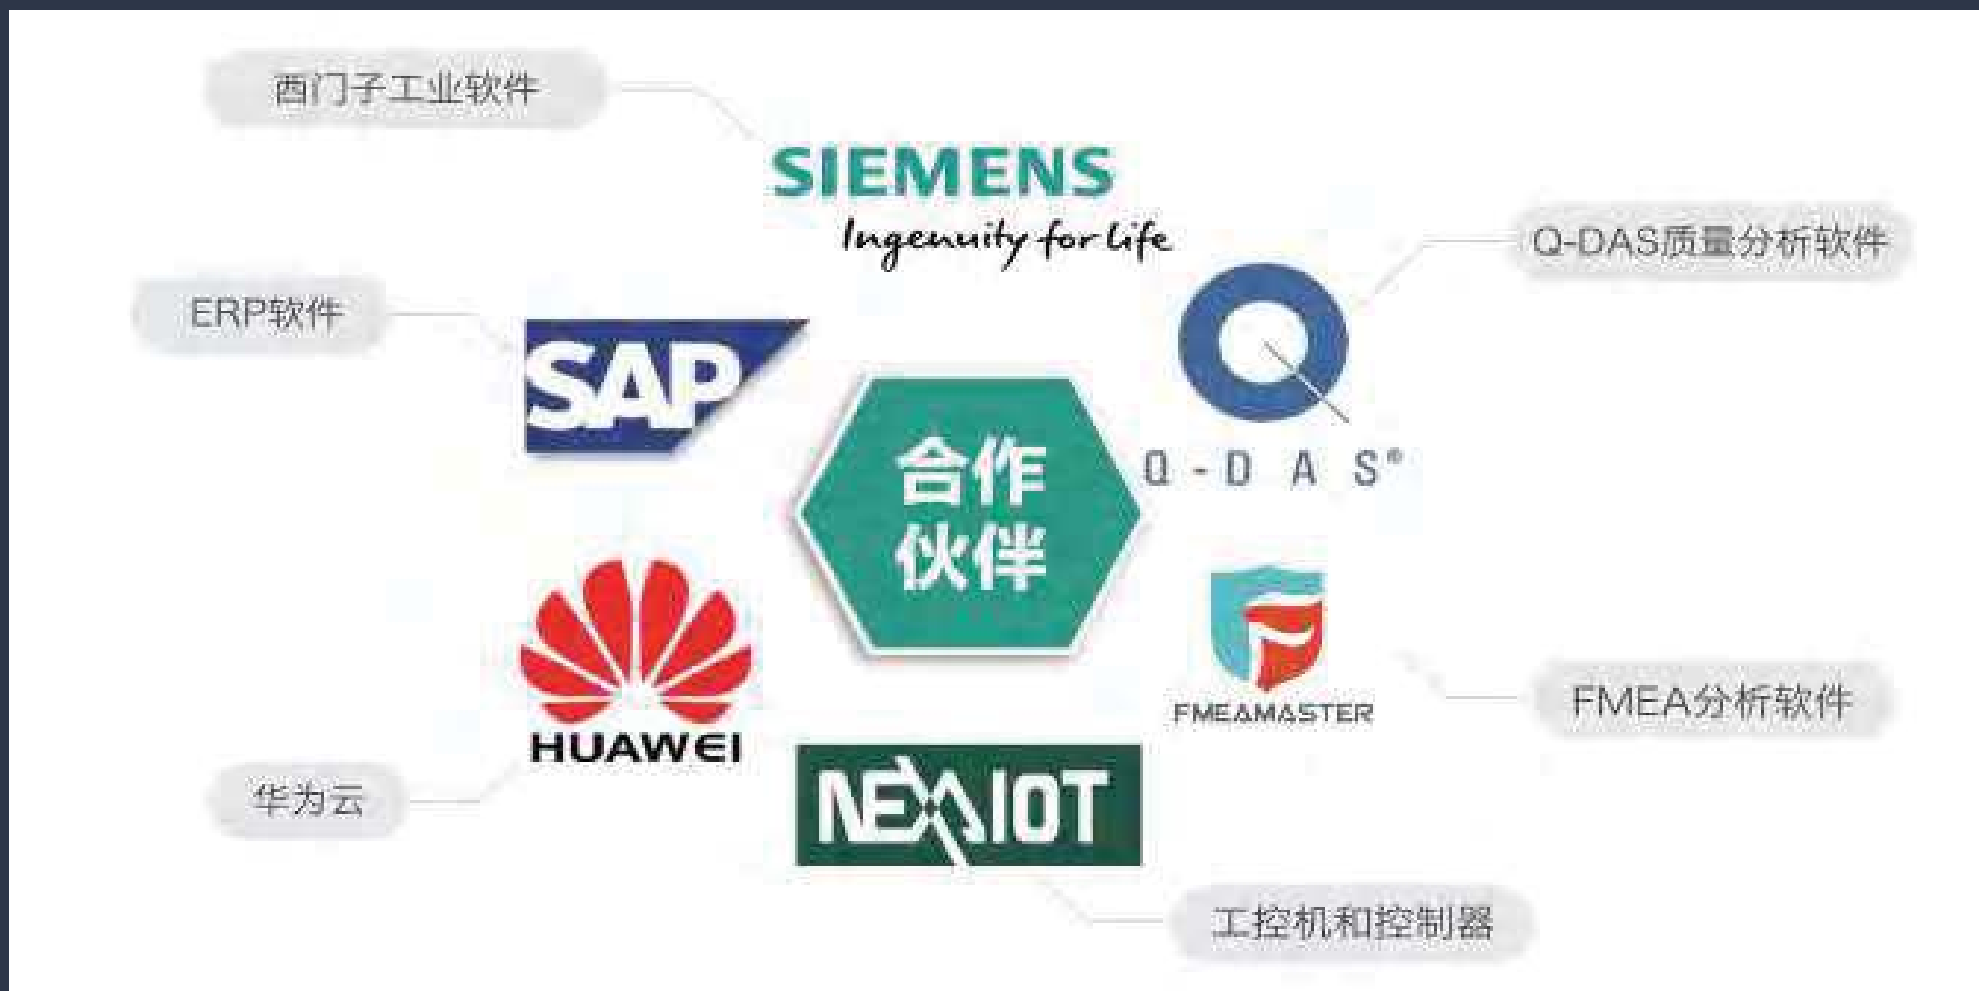 西门子工业软件
SIEMENS
Ingenuity for life
Q-DAS质量分析软件
ERP软件
SAP
Q-DAS®
合作
伙伴
HUAWEI
FMEAMASTER
FMEA分析软件
华为云
NEXAIOT
工控机和控制器